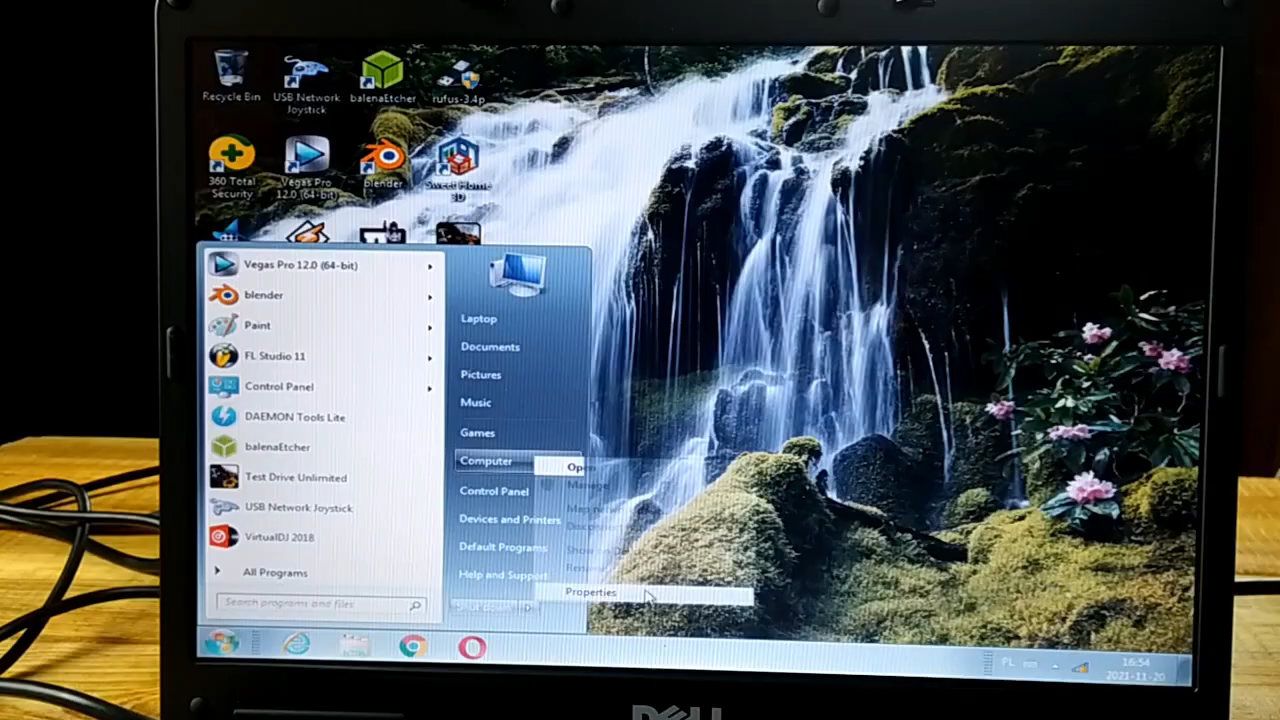 Recycle Bin
USB Network
Joystick
balenaEtcher
rufus-3.4p
360 Total
Security
Vegas Pro
12.0 (64-bit)
blender
Sweet Home
3D
Vegas Pro 12.0 (64-bit)
blender
Paint
FL Studio 11
Control Panel
DAEMON Tools Lite
balenaEtcher
Test Drive Unlimited
USB Network Joystick
VirtualDJ 2018
All Programs
Search programs and files
Laptop
Documents
Pictures
Music
Games
Computer
Control Panel
Devices and Printers
Default Programs
Help and Support
Shut down
Open
Manage
Properties
PL
16:54
2021-11-20
DELL